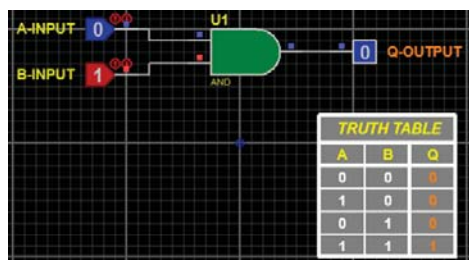 U1
A-INPUT 0
0 Q-OUTPUT
B-INPUT 1
AND
TRUTH TABLE
A B Q
0 0 0
1 0 0
0 1 0
1 1 1